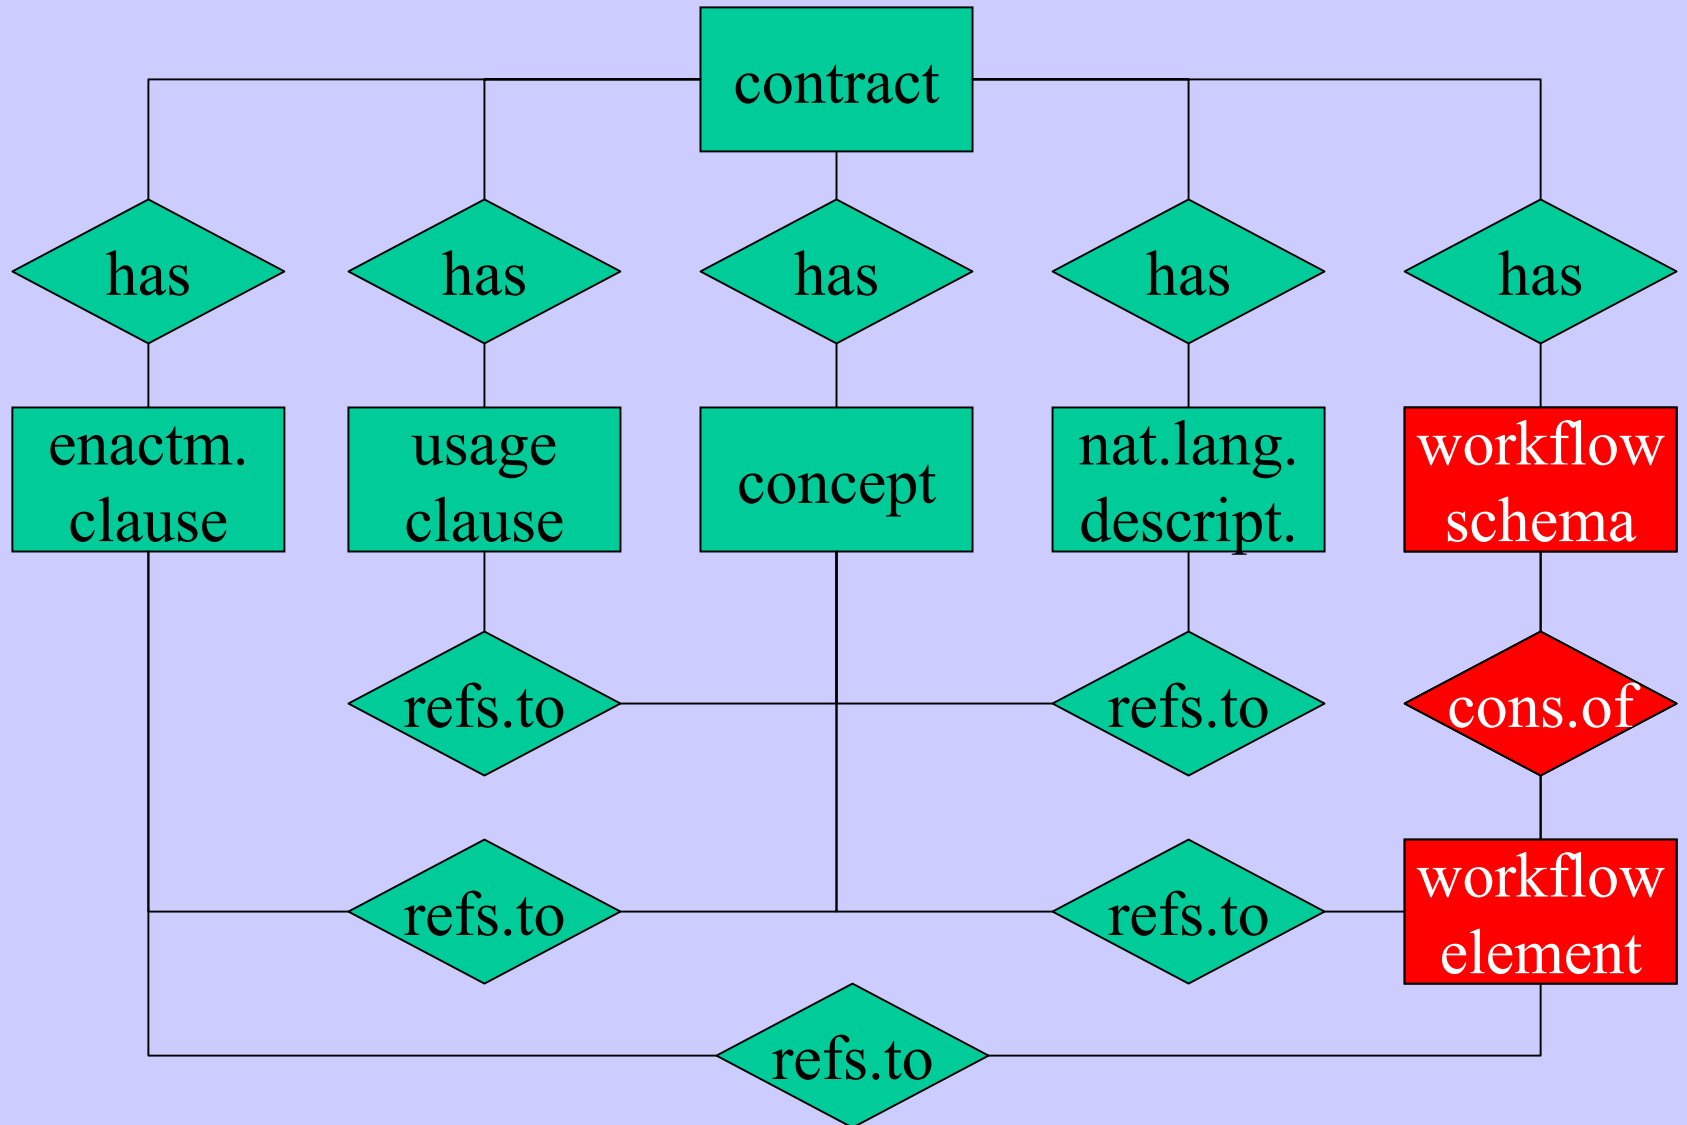 contract
has
has
has
has
has
enactm.
clause
usage
clause
concept
nat.lang.
descript.
workflow
schema
refs.to
refs.to
cons.of
refs.to
refs.to
workflow
element
refs.to